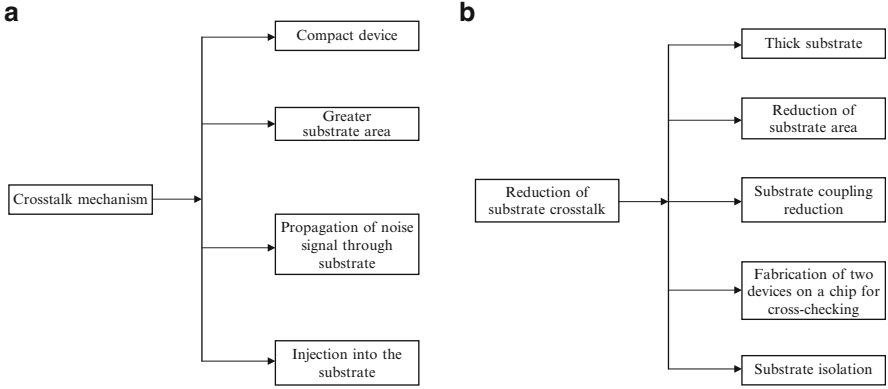 a
Compact device
Greater
substrate area
Crosstalk mechanism
Propagation of noise
signal through
substrate
Injection into the
substrate
b
Thick substrate
Reduction of
substrate area
Reduction of
substrate crosstalk
Substrate coupling
reduction
Fabrication of two
devices on a chip for
cross-checking
Substrate isolation